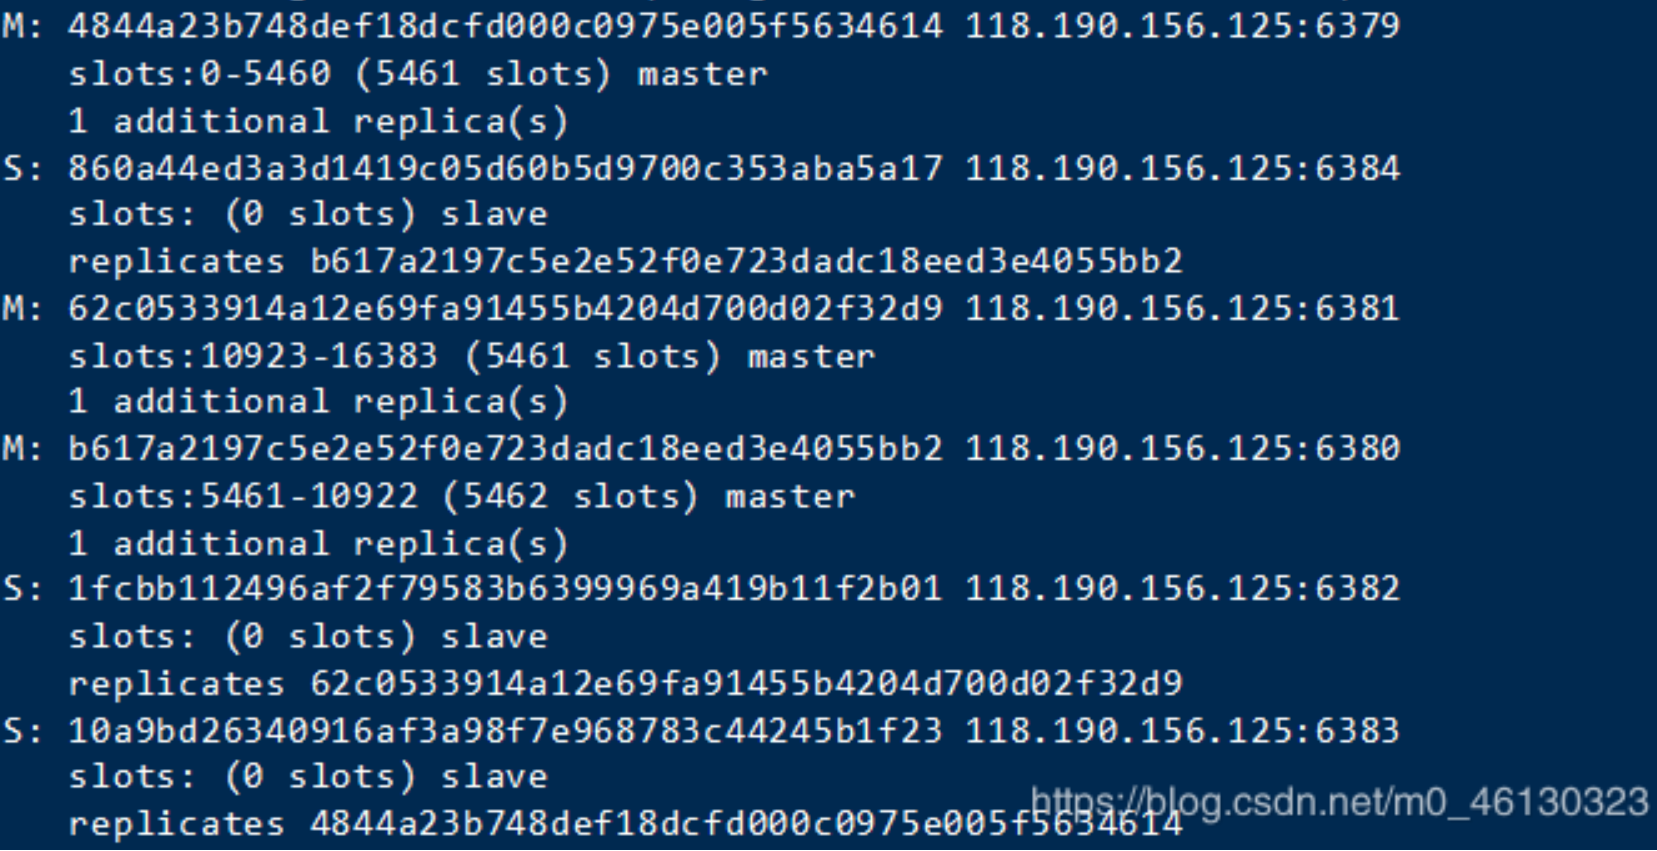 M: 4844a23b748def18dcfd000c0975e005f5634614 118.190.156.125:6379
slots:0-5460 (5461 slots) master
1 additional replica(s)
S: 860a44ed3a3d1419c05d60b5d9700c353aba5a17 118.190.156.125:6384
slots: (0 slots) slave
replicates b617a2197c5e2e52f0e723dadc18eed3e4055bb2
M: 62c0533914a12e69fa91455b4204d700d02f32d9 118.190.156.125:6381
slots:10923-16383 (5461 slots) master
1 additional replica(s)
M: b617a2197c5e2e52f0e723dadc18eed3e4055bb2 118.190.156.125:6380
slots:5461-10922 (5462 slots) master
1 additional replica(s)
S: 1fcbb112496af2f79583b6399969a419b11f2b01 118.190.156.125:6382
slots: (0 slots) slave
replicates 62c0533914a12e69fa91455b4204d700d02f32d9
S: 10a9bd26340916af3a98f7e968783c44245b1f23 118.190.156.125:6383
slots: (0 slots) slave
replicates 4844a23b748def18dcfd000c0975e005f5634614
https://blog.csdn.net/m0_46130323